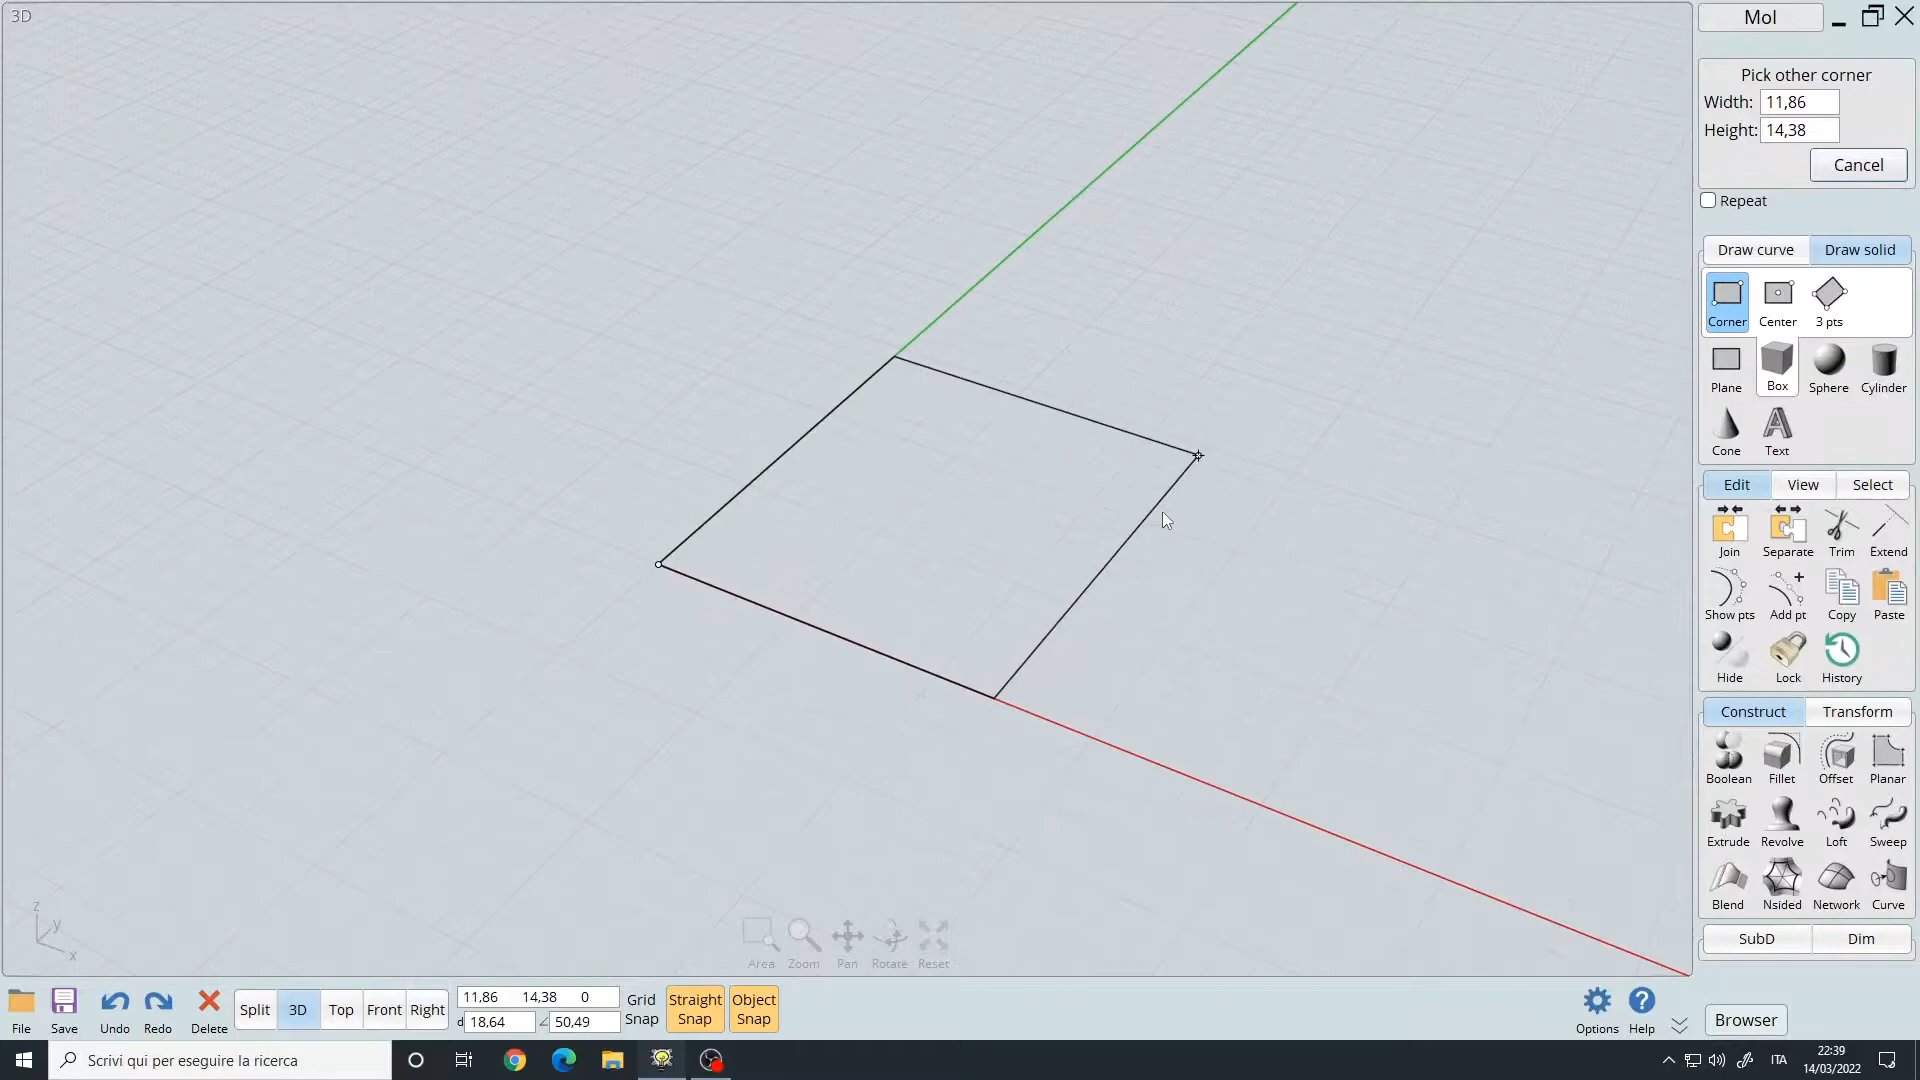 3D
MoI
Pick other corner
Width: 11,86
Height: 14,38
Cancel
Repeat
Draw curve Draw solid
Corner Center 3 pts
Plane Box Sphere Cylinder
Cone Text
Edit View Select
Join Separate Trim Extend
Show pts Add pt Copy Paste
Hide Lock History
Construct Transform
Boolean Fillet Offset Planar
Extrude Revolve Loft Sweep
Blend Nsided Network Curve
SubD Dim
z
y
x
Area Zoom Pan Rotate Reset
File Save Undo Redo Delete
Split 3D Top Front Right
11,86 14,38 0
d 18,64 50,49
Grid Snap
Straight Snap
Object Snap
Options Help
Browser
Scrivi qui per eseguire la ricerca
ITA
22:39
14/03/2022